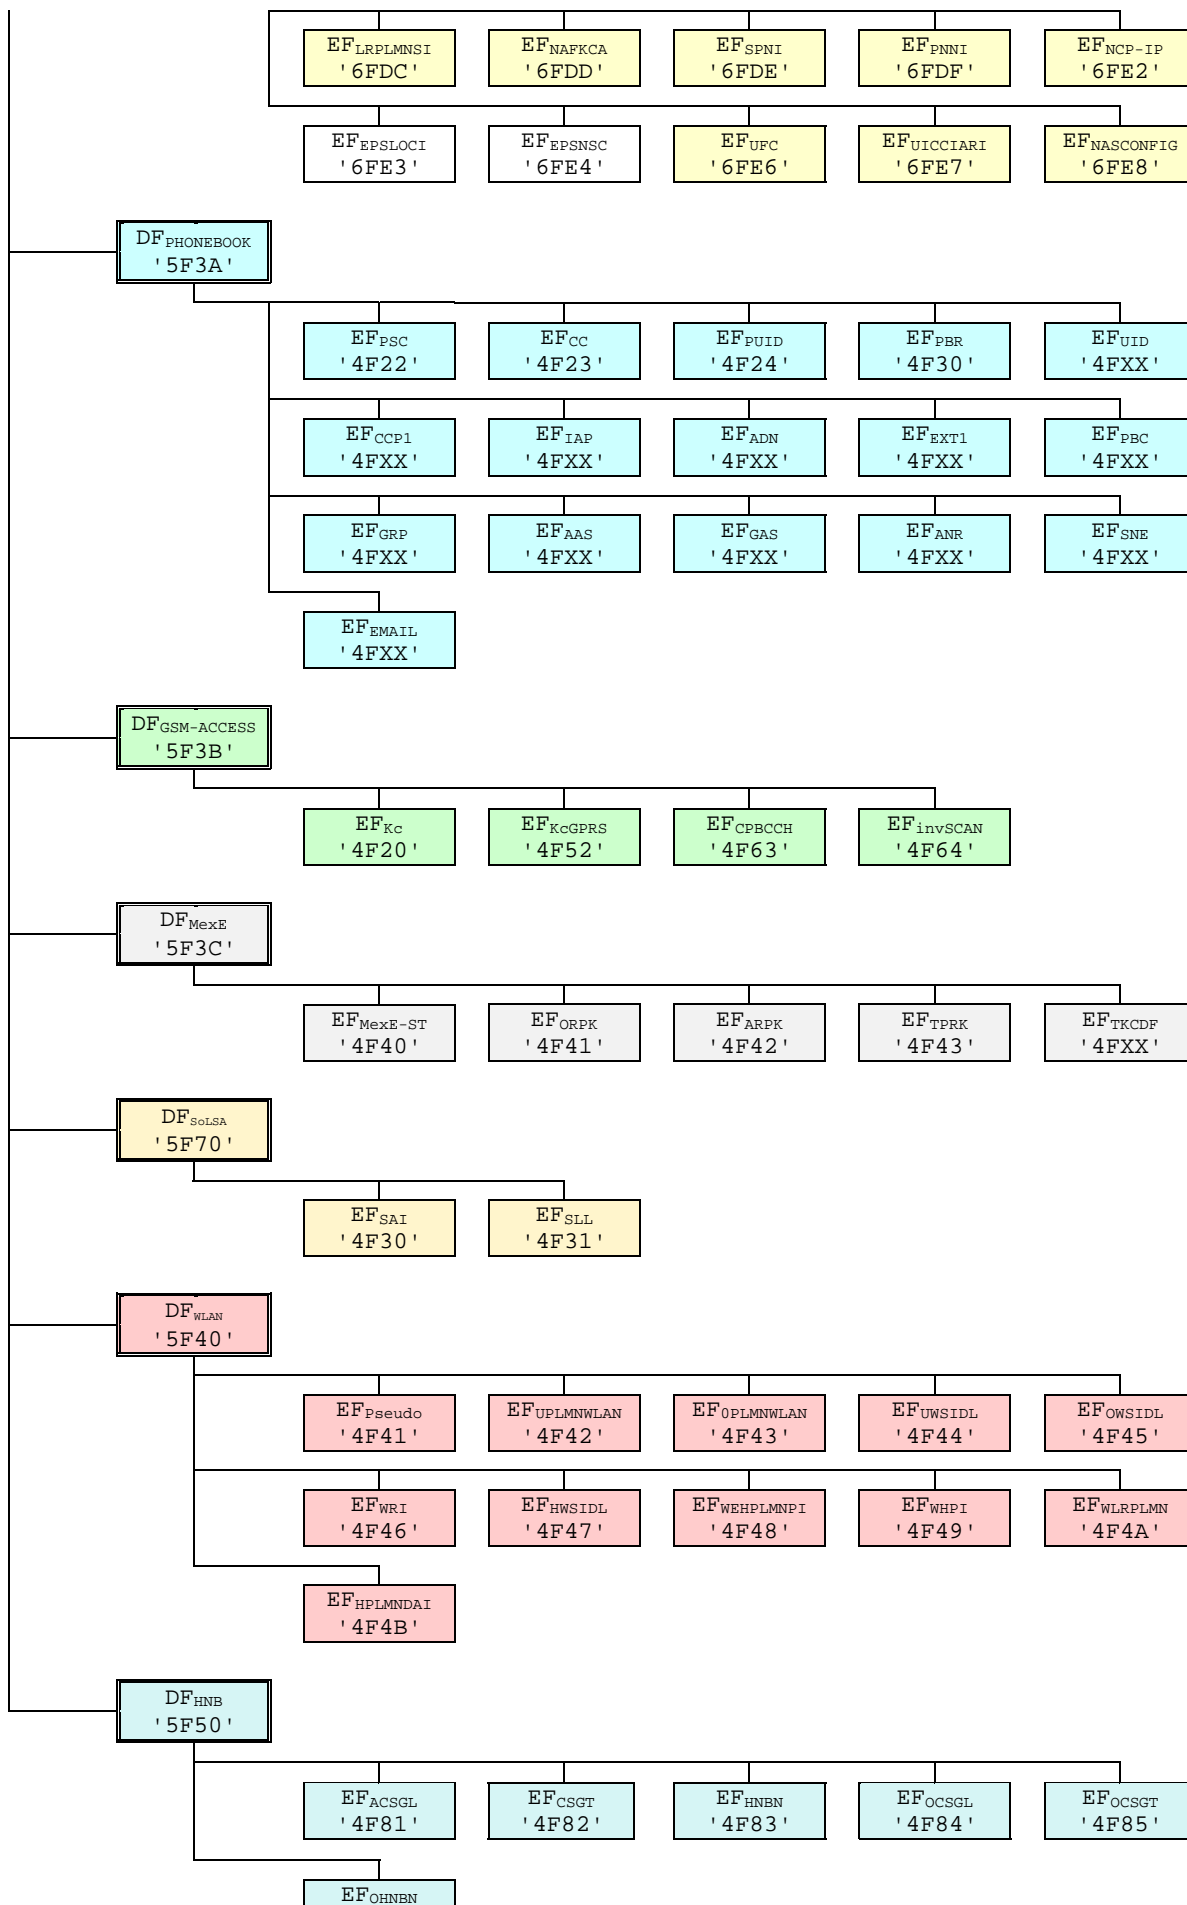 EFLRPLMNSI EFNAFKCA EFSPNI EFPNNI EFNCP-IP
'6FDC' '6FDD' '6FDE' '6FDF' '6FE2'
EFEPSLOCI EFEPSNSC EFUFC EFUICCIARI EFNASCONFIG
'6FE3' '6FE4' '6FE6' '6FE7' '6FE8'
DFPHONEBOOK
'5F3A'
EFPSC EFCC EFPUID EFPBR EFUID
'4F22' '4F23' '4F24' '4F30' '4FXX'
EFCCP1 EFIAP EFADN EFEXT1 EFPBC
'4FXX' '4FXX' '4FXX' '4FXX' '4FXX'
EFGRP EFAAS EFGAS EFANR EFSNE
'4FXX' '4FXX' '4FXX' '4FXX' '4FXX'
EFEMAIL
'4FXX'
DFGSM-ACCESS
'5F3B'
EFKc EFKcGPRS EFCPBCCH EFinvSCAN
'4F20' '4F52' '4F63' '4F64'
DFMexE
'5F3C'
EFMexE-ST EFORPK EFARPK EFTPRK EFTKCDF
'4F40' '4F41' '4F42' '4F43' '4FXX'
DFSoLSA
'5F70'
EFSAI EFSLL
'4F30' '4F31'
DFWLAN
'5F40'
EFPseudo EFUPLMNWLAN EF0PLMNWLAN EFUWSIDL EFOWSIDL
'4F41' '4F42' '4F43' '4F44' '4F45'
EFWRI EFHWSIDL EFWEHPLMNPI EFWHPI EFWLRPLMN
'4F46' '4F47' '4F48' '4F49' '4F4A'
EFHPLMNDAI
'4F4B'
DFHNB
'5F50'
EFACSGL EFCSGT EFHNBN EFOCSGL EFOCSGT
'4F81' '4F82' '4F83' '4F84' '4F85'
EFOHNBN